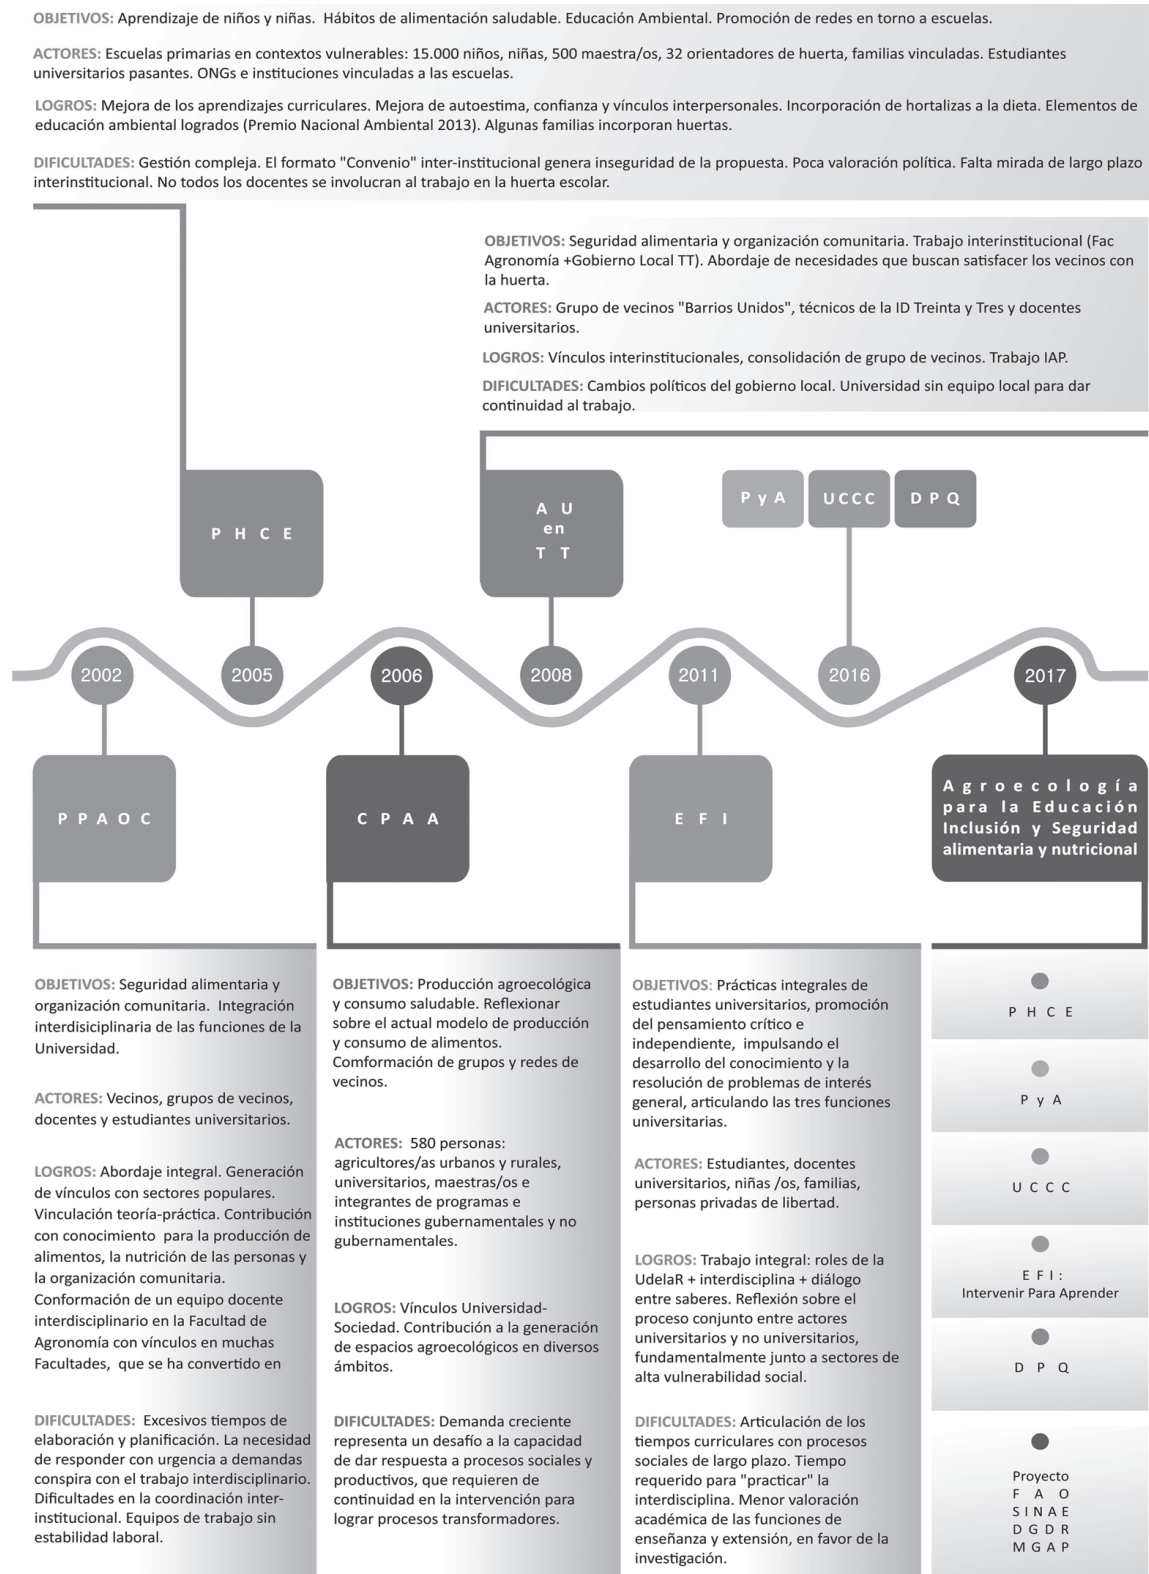 OBJETIVOS: Aprendizaje de niños y niñas. Hábitos de alimentación saludable. Educación Ambiental. Promoción de redes en torno a escuelas.
ACTORES: Escuelas primarias en contextos vulnerables: 15.000 niños, niñas, 500 maestra/os, 32 orientadores de huerta, familias vinculadas. Estudiantes
universitarios pasantes. ONGs e instituciones vinculadas a las escuelas.
LOGROS: Mejora de los aprendizajes curriculares. Mejora de autoestima, confianza y vínculos interpersonales. Incorporación de hortalizas a la dieta. Elementos de
educación ambiental logrados (Premio Nacional Ambiental 2013). Algunas familias incorporan huertas.
DIFICULTADES: Gestión compleja. El formato "Convenio" inter-institucional genera inseguridad de la propuesta. Poca valoración política. Falta mirada de largo plazo
interinstitucional. No todos los docentes se involucran al trabajo en la huerta escolar.
OBJETIVOS: Seguridad alimentaria y organización comunitaria. Trabajo interinstitucional (Fac
Agronomía +Gobierno Local TT). Abordaje de necesidades que buscan satisfacer los vecinos con
la huerta.
ACTORES: Grupo de vecinos "Barrios Unidos", técnicos de la ID Treinta y Tres y docentes
universitarios.
LOGROS: Vínculos interinstitucionales, consolidación de grupo de vecinos. Trabajo IAP.
DIFICULTADES: Cambios políticos del gobierno local. Universidad sin equipo local para dar
continuidad al trabajo.
P H C E
A U
en
T T
P y A
UCCC
D P Q
2002
2005
2006
2008
2011
2016
2017
P P A O C
C P A A
E F I
Agroecología
para la Educación
Inclusión y Seguridad
alimentaria y nutricional
OBJETIVOS: Seguridad alimentaria y
organización comunitaria. Integración
interdisiciplinaria de las funciones de la
Universidad.
ACTORES: Vecinos, grupos de vecinos,
docentes y estudiantes universitarios.
LOGROS: Abordaje integral. Generación
de vínculos con sectores populares.
Vinculación teoría-práctica. Contribución
con conocimiento para la producción de
alimentos, la nutrición de las personas y
la organización comunitaria.
Conformación de un equipo docente
interdisciplinario en la Facultad de
Agronomía con vínculos en muchas
Facultades, que se ha convertido en
DIFICULTADES: Excesivos tiempos de
elaboración y planificación. La necesidad
de responder con urgencia a demandas
conspira con el trabajo interdisciplinario.
Dificultades en la coordinación inter-
institucional. Equipos de trabajo sin
estabilidad laboral.
OBJETIVOS: Producción agroecológica
y consumo saludable. Reflexionar
sobre el actual modelo de producción
y consumo de alimentos.
Comformación de grupos y redes de
vecinos.
ACTORES: 580 personas:
agricultores/as urbanos y rurales,
universitarios, maestras/os e
integrantes de programas e
instituciones gubernamentales y no
gubernamentales.
LOGROS: Vínculos Universidad-
Sociedad. Contribución a la generación
de espacios agroecológicos en diversos
ámbitos.
DIFICULTADES: Demanda creciente
representa un desafío a la capacidad
de dar respuesta a procesos sociales y
productivos, que requieren de
continuidad en la intervención para
lograr procesos transformadores.
OBJETIVOS: Prácticas integrales de
estudiantes universitarios, promoción
del pensamiento crítico e
independiente, impulsando el
desarrollo del conocimiento y la
resolución de problemas de interés
general, articulando las tres funciones
universitarias.
ACTORES: Estudiantes, docentes
universitarios, niñas /os, familias,
personas privadas de libertad.
LOGROS: Trabajo integral: roles de la
UdelaR + interdisciplina + diálogo
entre saberes. Reflexión sobre el
proceso conjunto entre actores
universitarios y no universitarios,
fundamentalmente junto a sectores de
alta vulnerabilidad social.
DIFICULTADES: Articulación de los
tiempos curriculares con procesos
sociales de largo plazo. Tiempo
requerido para "practicar" la
interdisciplina. Menor valoración
académica de las funciones de
enseñanza y extensión, en favor de la
investigación.
P H C E
P y A
U C C C
E F I :
Intervenir Para Aprender
D P Q
Proyecto
F A O
S I N A E
D G D R
M G A P